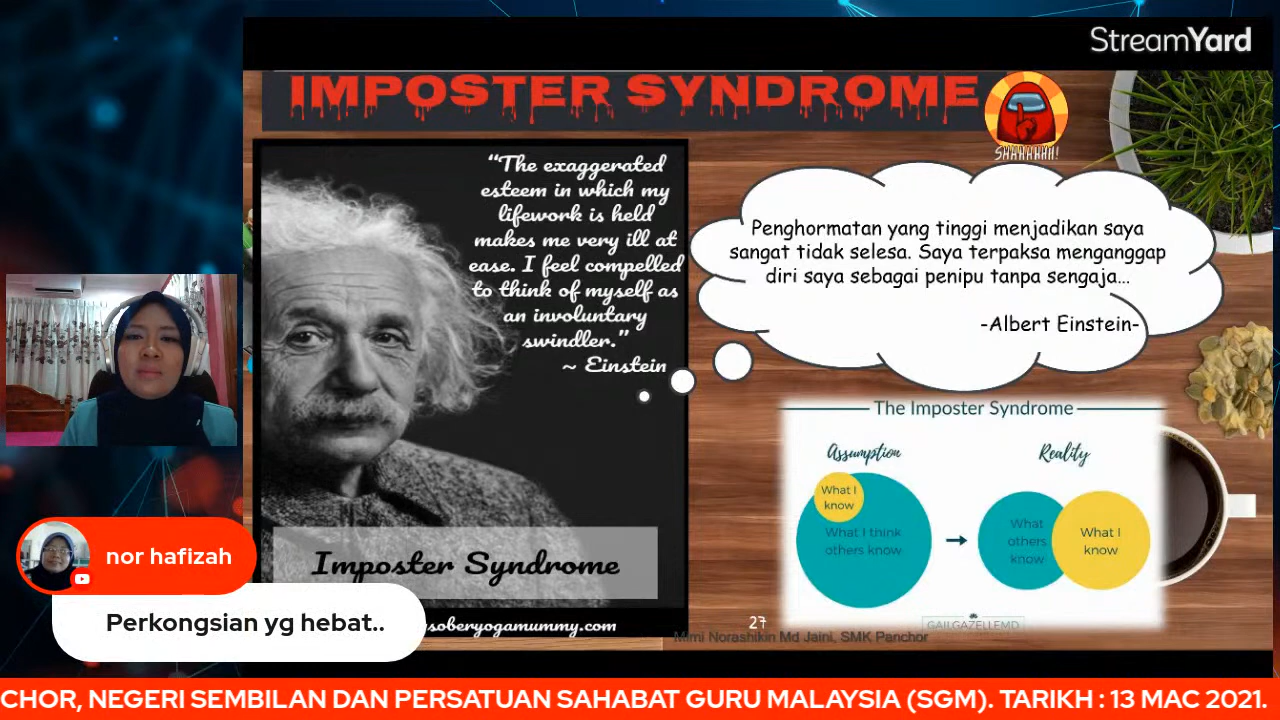 StreamYard
IMPOSTER SYNDROME
SHHHHHHH!
“The exaggerated
esteem in which my
lifework is held
makes me very ill at
ease. I feel compelled
to think of myself as
an involuntary
swindler.”
~ Einstein
Imposter Syndrome
soberyogamummy.com
Penghormatan yang tinggi menjadikan saya
sangat tidak selesa. Saya terpaksa menganggap
diri saya sebagai penipu tanpa sengaja...
-Albert Einstein-
The Imposter Syndrome
Assumption
Reality
What I
know
What I think
others know
What
others
know
What I
know
GAILGAZELLEMD
27
Mimi Norashikin Md Jaini, SMK Panchor
nor hafizah
Perkongsian yg hebat..
CHOR, NEGERI SEMBILAN DAN PERSATUAN SAHABAT GURU MALAYSIA (SGM). TARIKH : 13 MAC 2021.